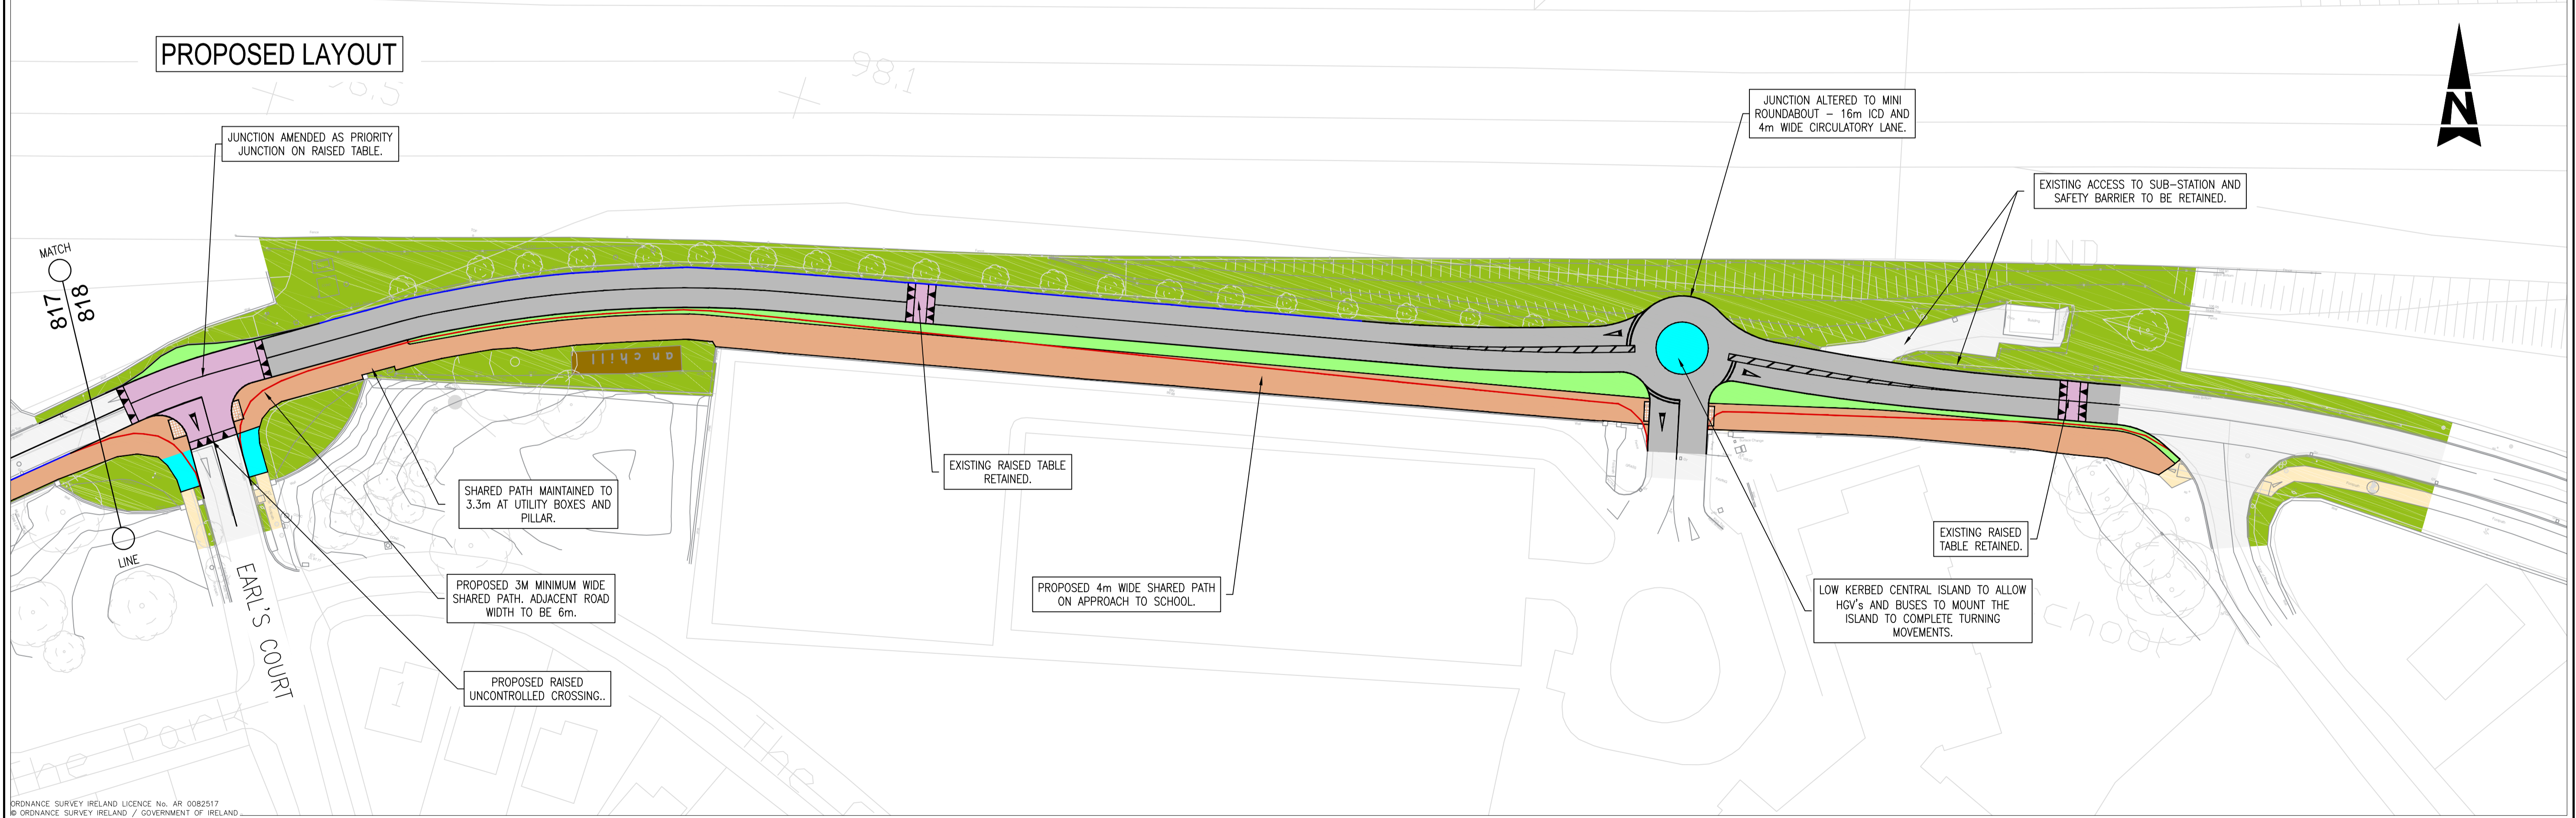 PROPOSED LAYOUT
98,1
JUNCTION AMENDED AS PRIORITY
JUNCTION ON RAISED TABLE.
JUNCTION ALTERED TO MINI
ROUNDABOUT – 16m ICD AND
4m WIDE CIRCULATORY LANE.
N
EXISTING ACCESS TO SUB–STATION AND
SAFETY BARRIER TO BE RETAINED.
MATCH
817
818
LINE
UND
an chill
EXISTING RAISED TABLE
RETAINED.
SHARED PATH MAINTAINED TO
3.3m AT UTILITY BOXES AND
PILLAR.
EXISTING RAISED
TABLE RETAINED.
PROPOSED 3M MINIMUM WIDE
SHARED PATH. ADJACENT ROAD
WIDTH TO BE 6m.
PROPOSED 4m WIDE SHARED PATH
ON APPROACH TO SCHOOL.
LOW KERBED CENTRAL ISLAND TO ALLOW
HGV's AND BUSES TO MOUNT THE
ISLAND TO COMPLETE TURNING
MOVEMENTS.
EARL'S COURT
PROPOSED RAISED
UNCONTROLLED CROSSING..
1
The
ORDNANCE SURVEY IRELAND LICENCE No. AR 0082517
© ORDNANCE SURVEY IRELAND / GOVERNMENT OF IRELAND